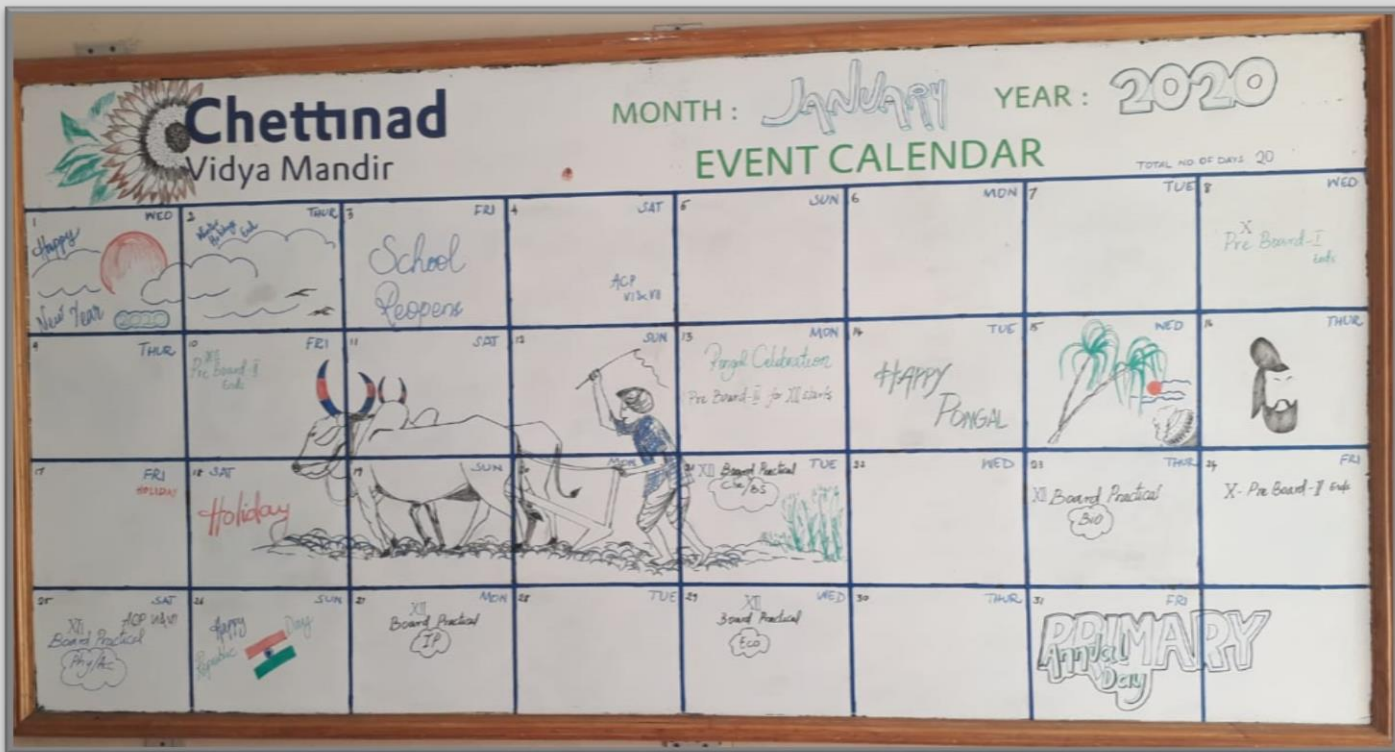 Chettinad
Vidya Mandir
MONTH : JANUARY YEAR : 2020
EVENT CALENDAR
TOTAL NO. OF DAYS 20
1 WED
Happy
New Year 2020
2 THUR
End
3 FRI
School
Reopens
4 SAT
ACP
VI & VII
5 SUN
6 MON
7 TUE
8 WED
X
Pre Board-I
Ends
9 THUR
10 FRI
XII
Pre Board-II
Ends
11 SAT
12 SUN
13 MON
Pongal Celebration
Pre Board-II for XII starts
14 TUE
HAPPY
PONGAL
15 WED
16 THUR
17 FRI
HOLIDAY
18 SAT
Holiday
19 SUN
20 MON
21 TUE
XII Board Practical
22 WED
23 THUR
XII Board Practical
Bio
24 FRI
X- Pre Board-II Ends
25 SAT
ACP
XII
Board Practical
26 SUN
Happy
Republic Day
27 MON
XII
Board Practical
IP
28 TUE
29 WED
XII
Board Practical
Eco
30 THUR
31 FRI
PRIMARY
Annual
Day